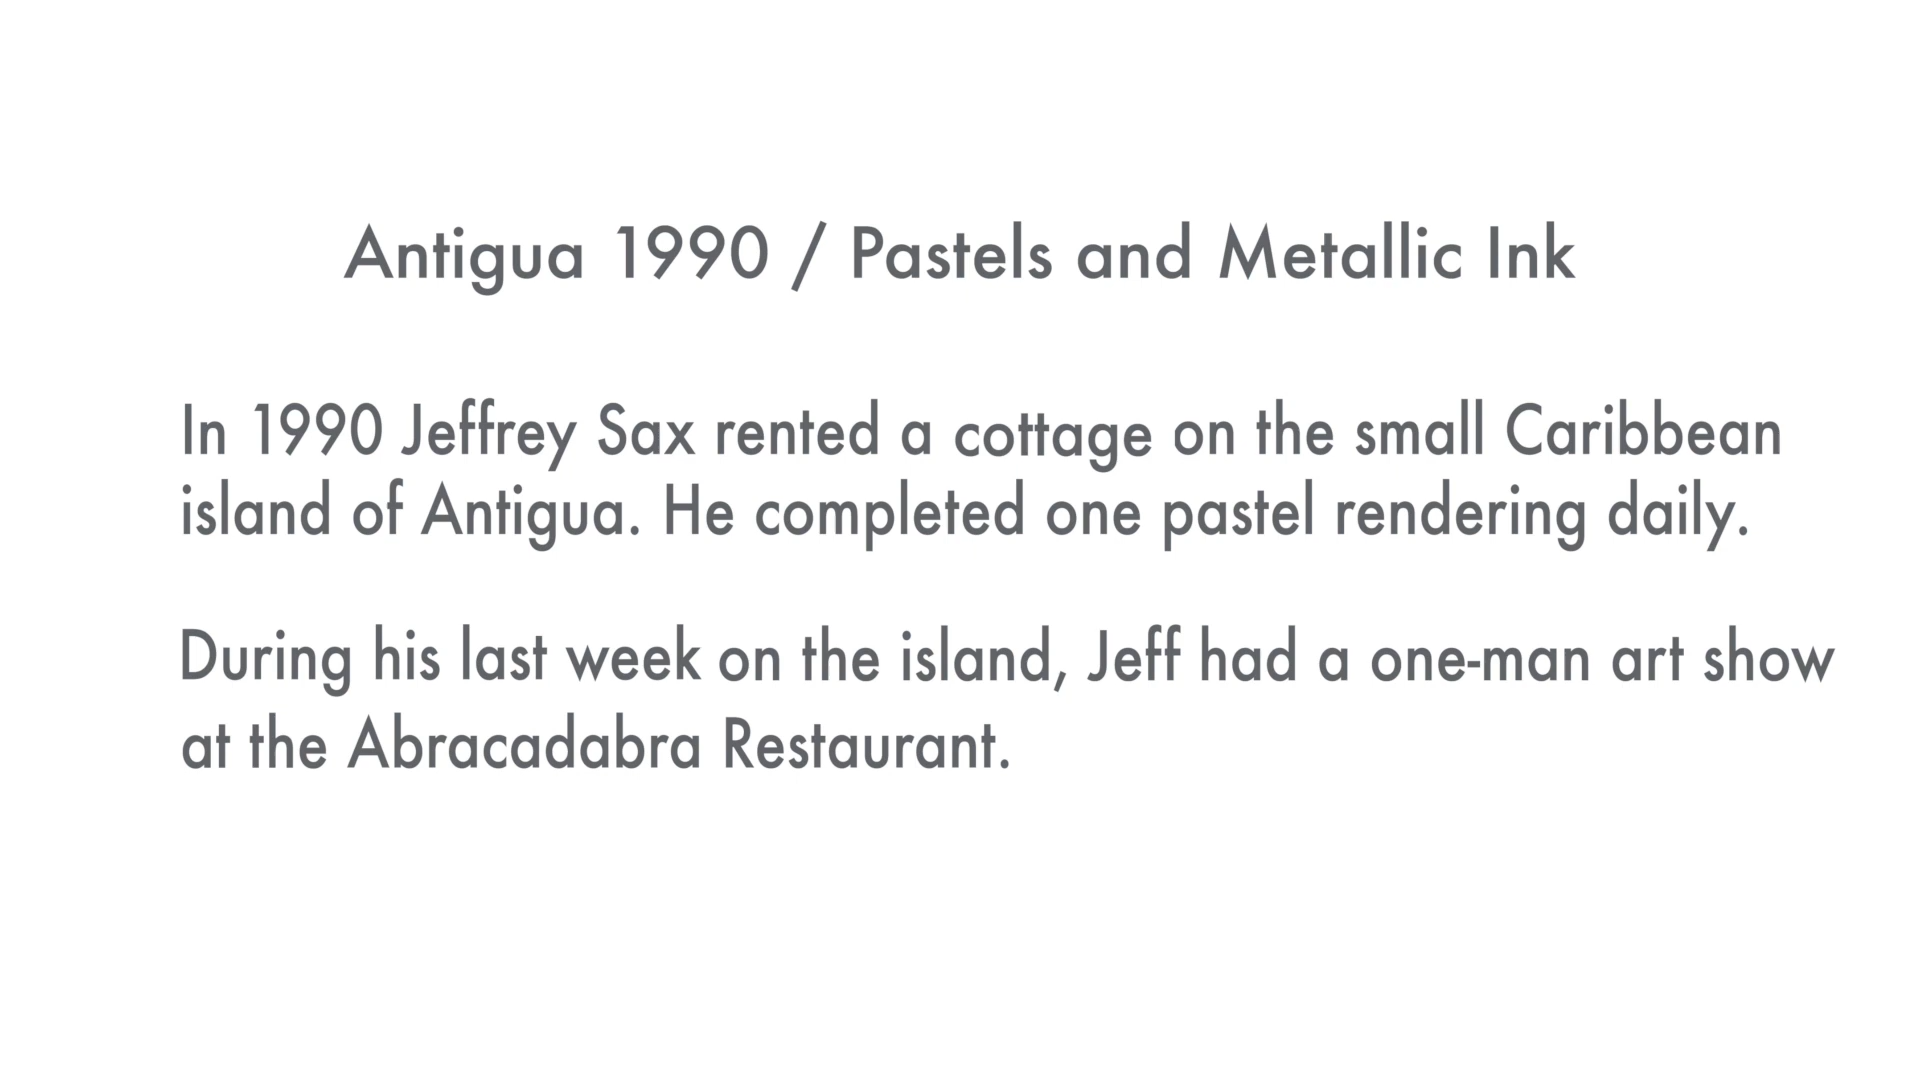 Antigua 1990 / Pastels and Metallic Ink
In 1990 Jeffrey Sax rented a cottage on the small Caribbean
island of Antigua. He completed one pastel rendering daily.
During his last week on the island, Jeff had a one-man art show
at the Abracadabra Restaurant.